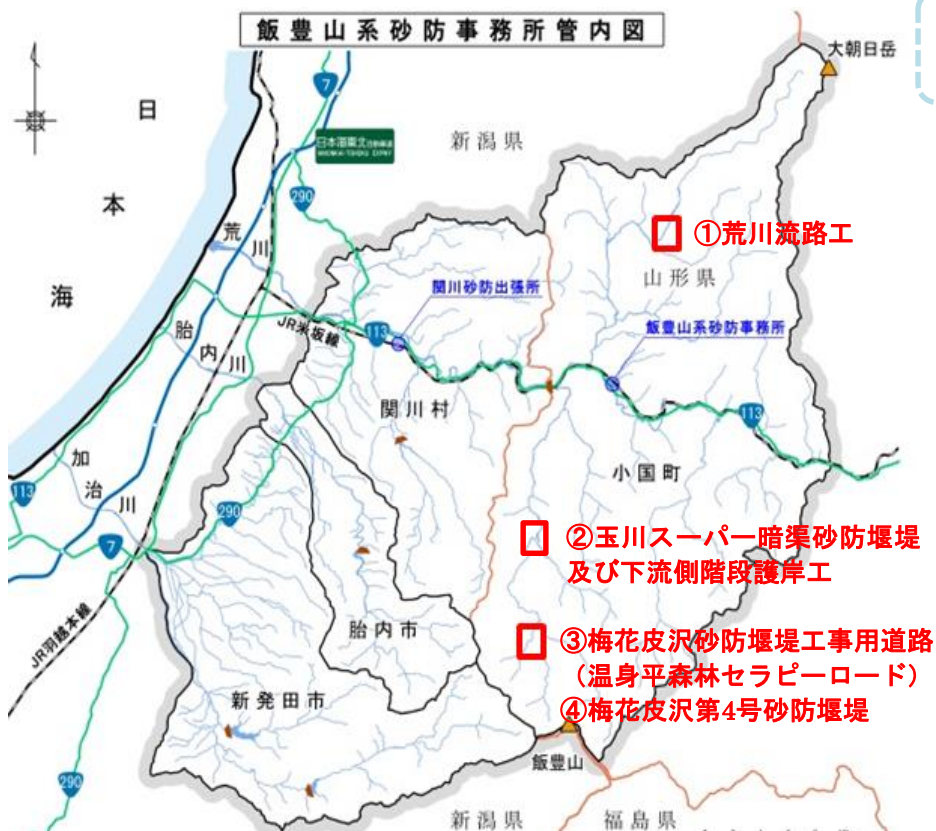 飯豊山系砂防事務所管内図
大朝日岳
7
日本海
日本海東北自動車道
新潟県
290
荒川
①荒川流路工
山形県
関川砂防出張所
飯豊山系砂防事務所
JR米坂線
113
胎内川
関川村
113
小国町
加治川
113
290
7
②玉川スーパー暗渠砂防堰堤
及び下流側階段護岸工
JR羽越本線
胎内市
③梅花皮沢砂防堰堤工事用道路
(温身平森林セラピーロード)
④梅花皮沢第4号砂防堰堤
新発田市
飯豊山
290
新潟県
福島県